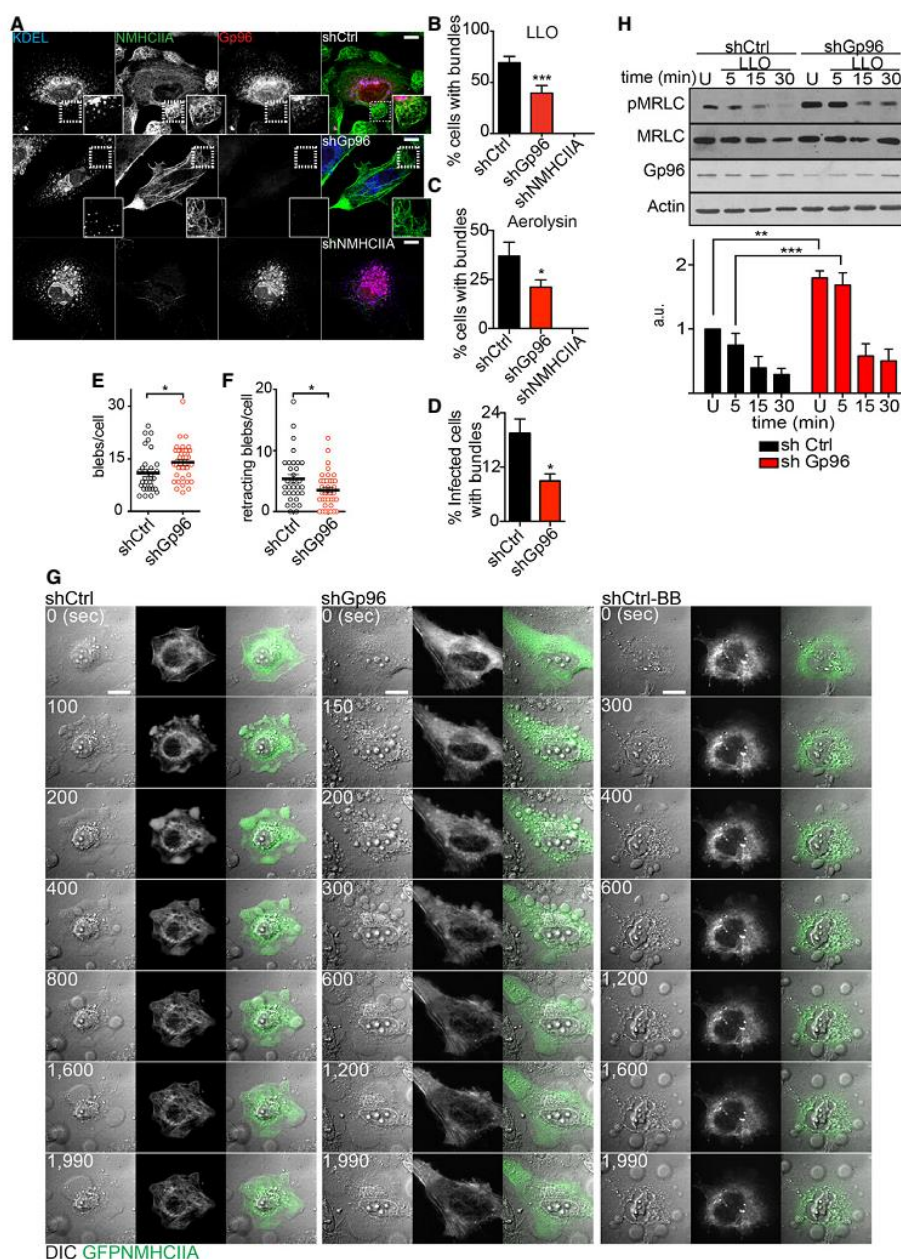 A
KDEL NMHCIIA Gp96 shCtrl
shGp96
shNMHCIIA
B
LLO
% cells with bundles
100
75
50
25
0
***
shCtrl
shGp96
shNMHCIIA
C
Aerolysin
% cells with bundles
50
25
0
*
shCtrl
shGp96
shNMHCIIA
D
% Infected cells
with bundles
24
16
8
0
*
shCtrl
shGp96
E
blebs/cell
30
15
0
*
shCtrl
shGp96
F
retracting blebs/cell
20
15
10
5
0
*
shCtrl
shGp96
H
shCtrl shGp96
LLO LLO
time (min) U 5 15 30 U 5 15 30
pMRLC
MRLC
Gp96
Actin
**
***
a.u.
2
1
U 5 15 30 U 5 15 30
time (min)
sh Ctrl
sh Gp96
G
shCtrl shGp96 shCtrl-BB
0 (sec) 0 (sec) 0 (sec)
100 150 300
200 200 400
400 300 600
800 600 1,200
1,600 1,200 1,600
1,990 1,990 1,990
DIC GFPNMHCIIA